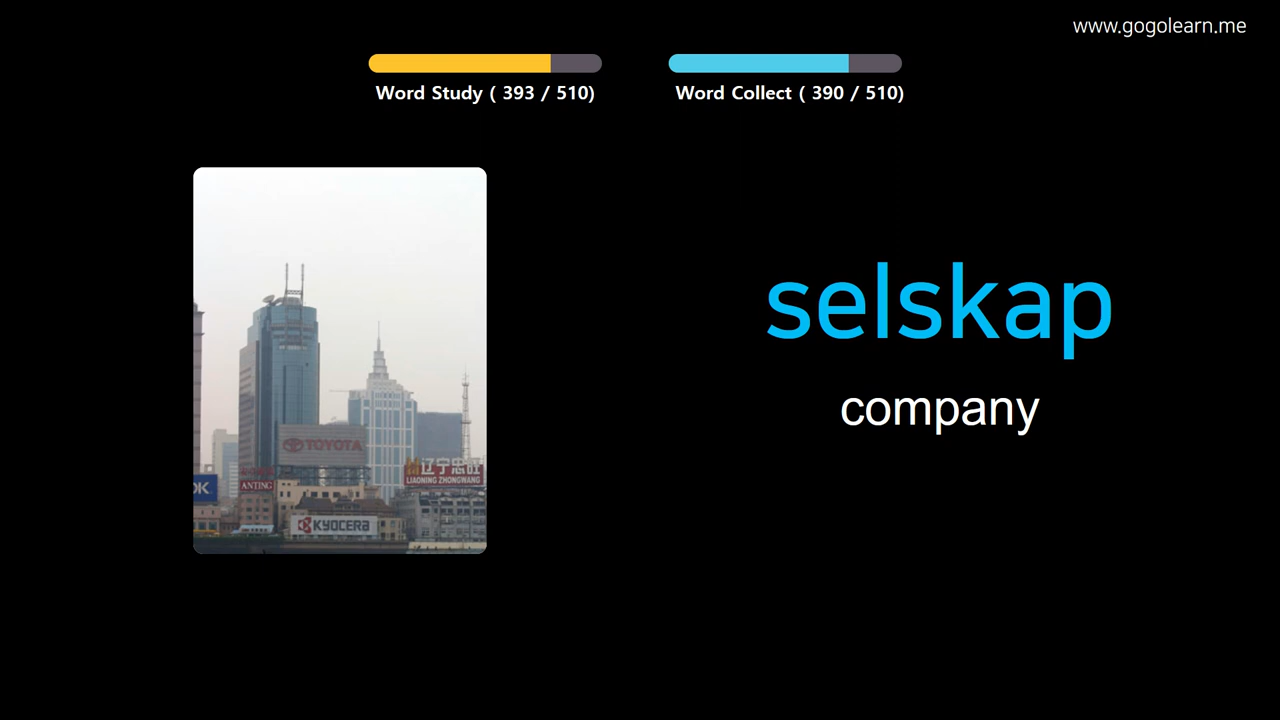 www.gogolearn.me
Word Study ( 393 / 510)
Word Collect ( 390 / 510)
selskap
company
TOYOTA
辽宁忠旺
LIAONING ZHONGWANG
OK
ANTING
KYOCERA